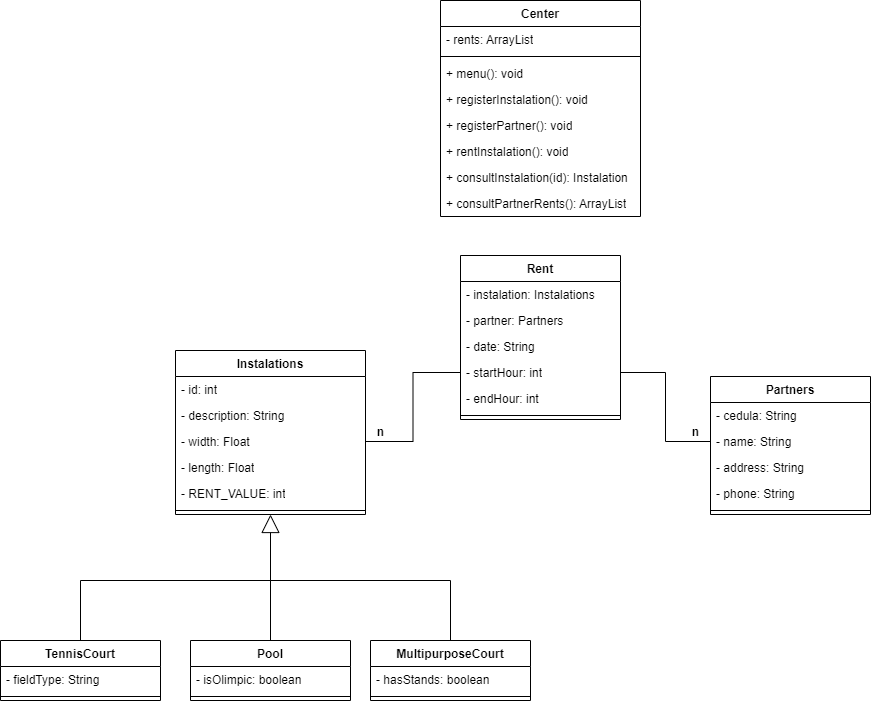 Center
- rents: ArrayList
+ menu(): void
+ registerInstalation(): void
+ registerPartner(): void
+ rentInstalation(): void
+ consultInstalation(id): Instalation
+ consultPartnerRents(): ArrayList
Rent
- instalation: Instalations
- partner: Partners
- date: String
- startHour: int
- endHour: int
Instalations
- id: int
- description: String
- width: Float
- length: Float
- RENT_VALUE: int
n
n
Partners
- cedula: String
- name: String
- address: String
- phone: String
TennisCourt
- fieldType: String
Pool
- isOlimpic: boolean
MultipurposeCourt
- hasStands: boolean